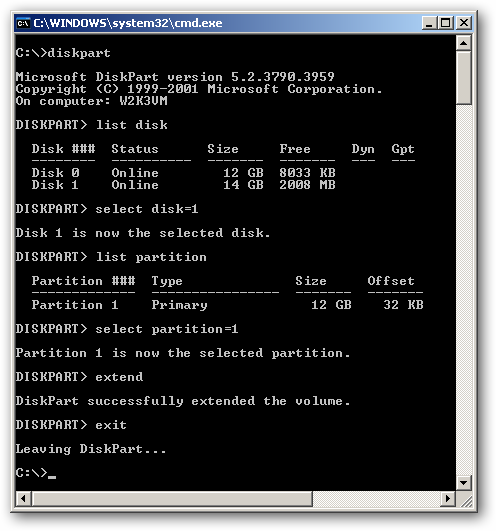 C:\WINDOWS\system32\cmd.exe
C:\>diskpart
Microsoft DiskPart version 5.2.3790.3959
Copyright (C) 1999-2001 Microsoft Corporation.
On computer: W2K3VM
DISKPART> list disk
  Disk ###  Status      Size     Free     Dyn  Gpt
  --------  ----------  -------  -------  ---  ---
  Disk 0    Online        12 GB  8033 KB
  Disk 1    Online        14 GB  2008 MB
DISKPART> select disk=1
Disk 1 is now the selected disk.
DISKPART> list partition
  Partition ###  Type              Size     Offset
  -------------  ----------------  -------  -------
  Partition 1    Primary             12 GB    32 KB
DISKPART> select partition=1
Partition 1 is now the selected partition.
DISKPART> extend
DiskPart successfully extended the volume.
DISKPART> exit
Leaving DiskPart...
C:\>_